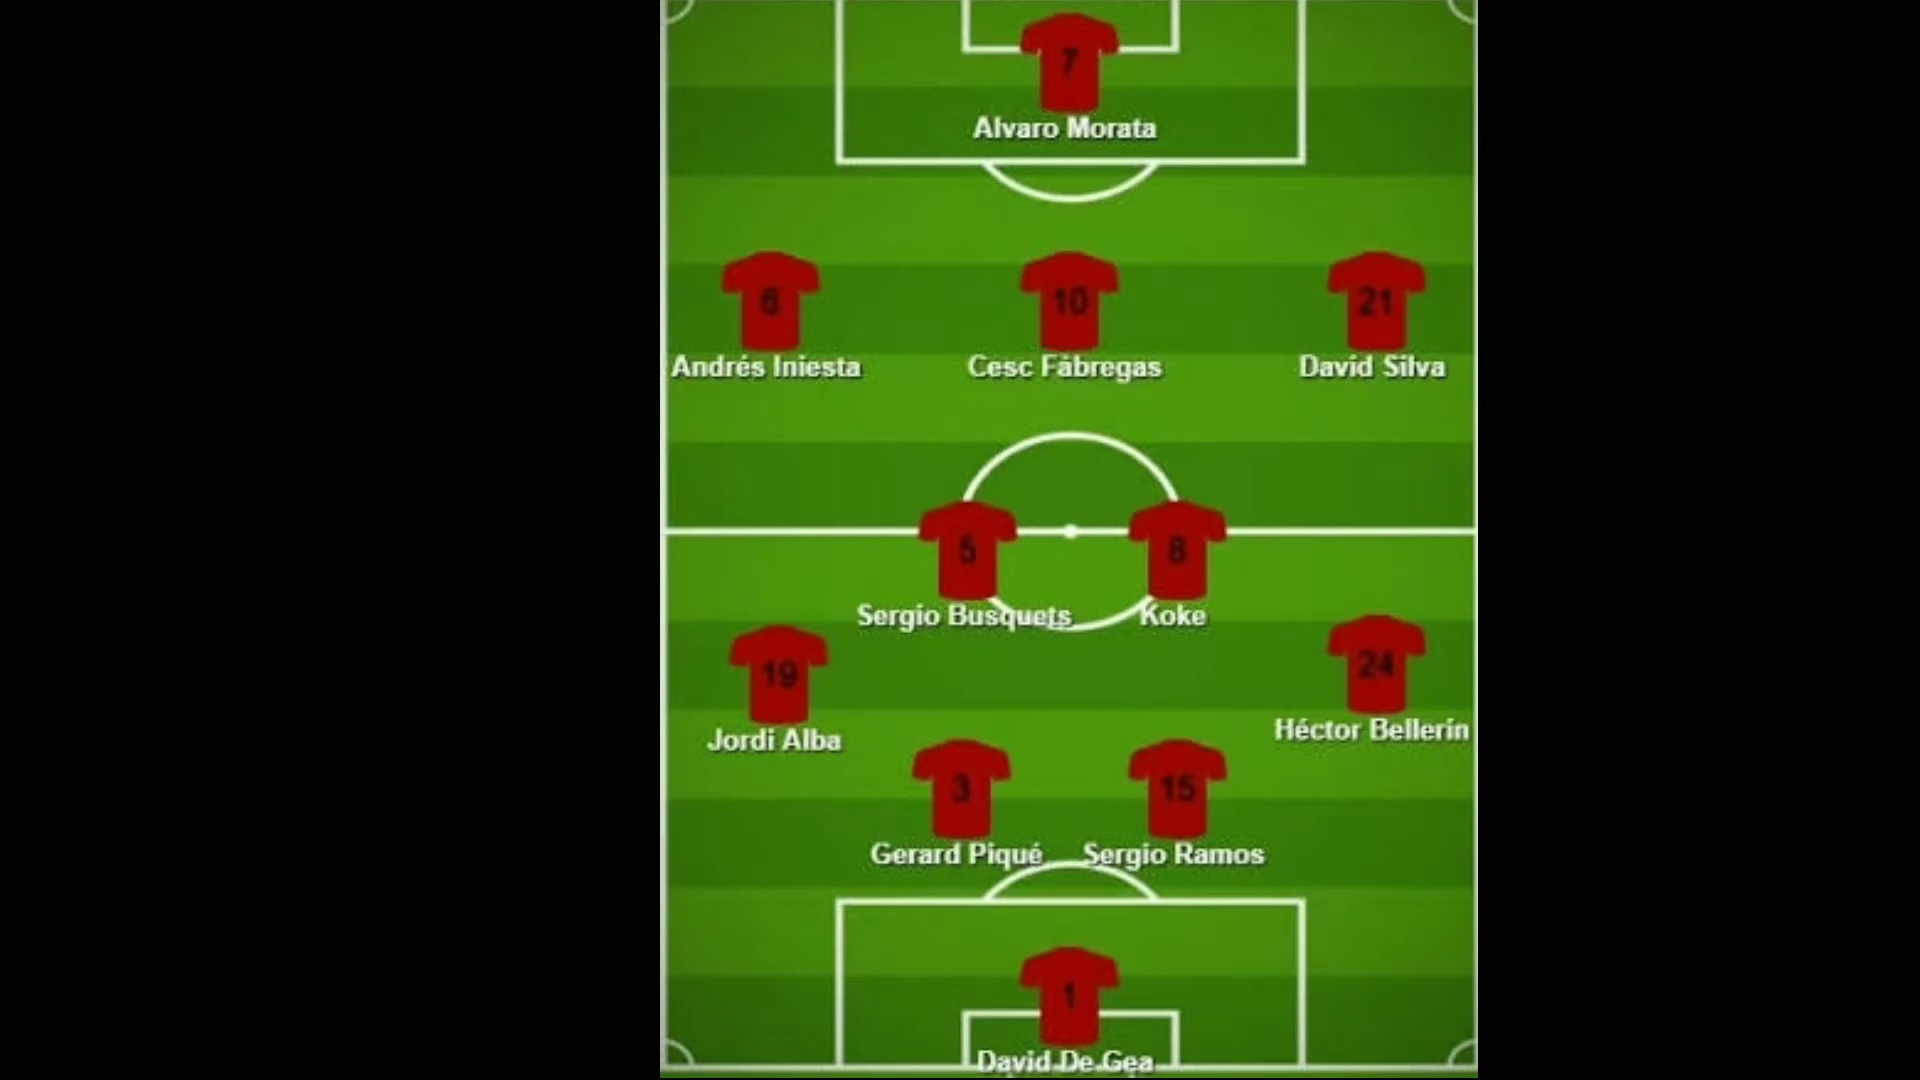 7
Alvaro Morata
6 10 21
Andrés Iniesta Cesc Fábregas David Silva
5 8
Sergio Busquets Koke
19 24
Jordi Alba Héctor Bellerín
3 15
Gerard Piqué Sergio Ramos
1
David De Gea